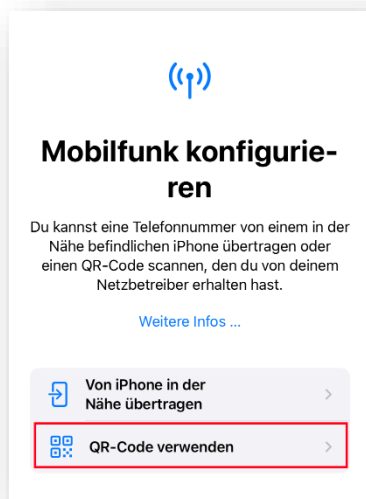 Mobilfunk konfigurie-
ren
Du kannst eine Telefonnummer von einem in der
Nähe befindlichen iPhone übertragen oder
einen QR-Code scannen, den du von deinem
Netzbetreiber erhalten hast.
Weitere Infos ...
Von iPhone in der
Nähe übertragen
QR-Code verwenden